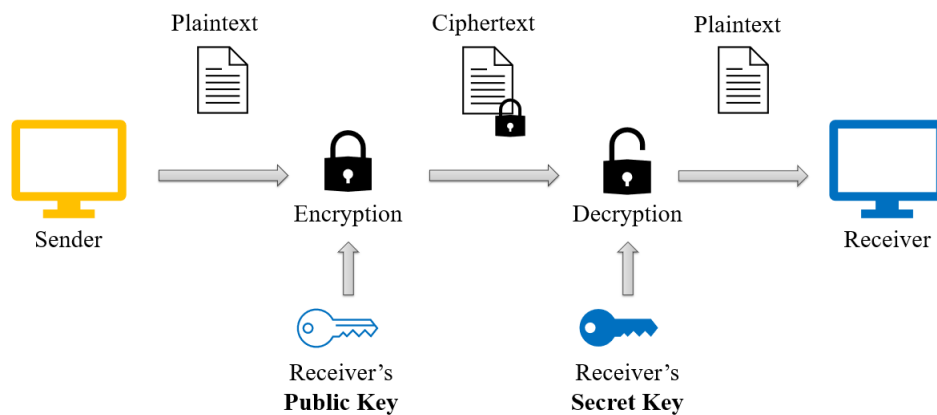 Plaintext
Ciphertext
Plaintext
Sender
Encryption
Decryption
Receiver
Receiver's
Public Key
Receiver's
Secret Key